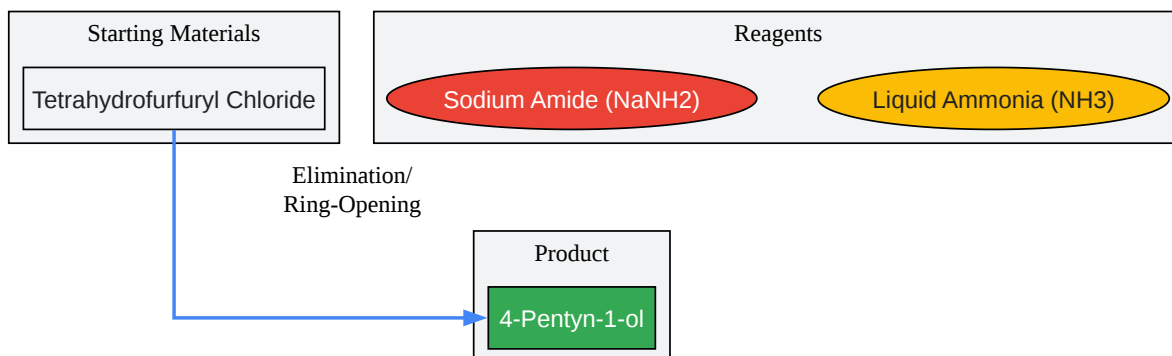 Starting Materials
Tetrahydrofurfuryl Chloride
Reagents
Sodium Amide (NaNH2)
Liquid Ammonia (NH3)
Elimination/
Ring-Opening
Product
4-Pentyn-1-ol